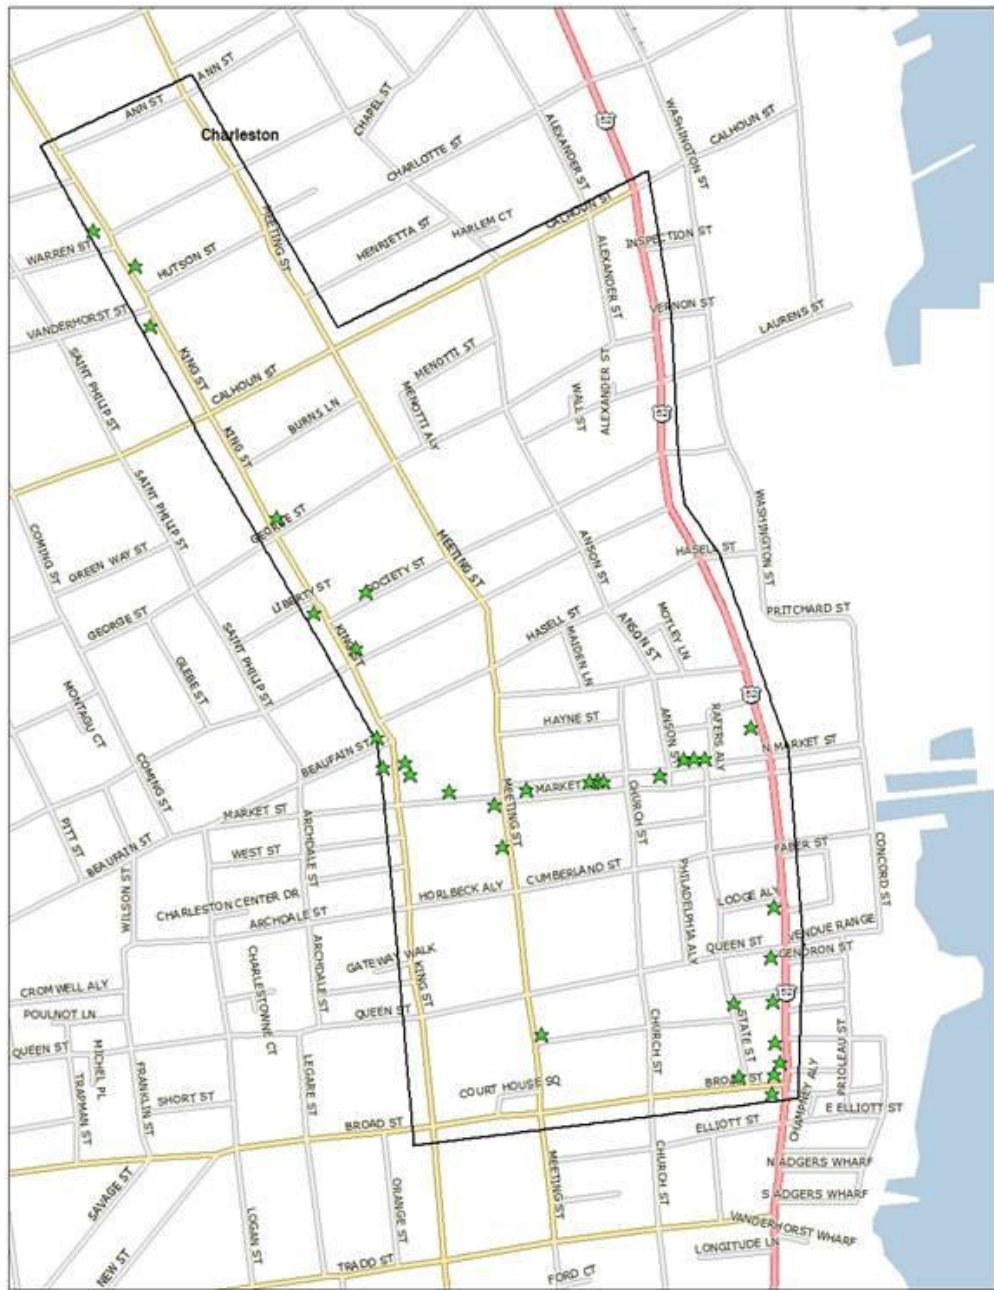 ANN ST
ANN ST
CHAPEL ST
Charleston
52
WASHINGTON ST
CALHOUN ST
ALEXANDER ST
CHARLOTTE ST
MEETING ST
HARLEM CT
HENRIETTA ST
CALHOUN ST
INSPECTION ST
ALEXANDER ST
WARREN ST
HUTSON ST
VERNON ST
LAURENS ST
VANDERHORST ST
KING ST
SAINT PHILIP ST
CALHOUN ST
MENOTTI ST
MENOTTI ALY
WALL ST
ALEXANDER ST
52
BURNS LN
KING ST
SAINT PHILIP ST
GEORGE ST
WASHINGTON ST
COMING ST
GREEN WAY ST
MEETING ST
ANSON ST
HASELL ST
SOCIETY ST
LIBERTY ST
GEORGE ST
PRITCHARD ST
GLEBE ST
SAINT PHILIP ST
KING ST
HASELL ST
MAIDEN LN
ANSON ST
MOTLEY LN
MONTAGU CT
COMING ST
52
HAYNE ST
ANSON ST
RAFERS ALY
N MARKET ST
BEAUFAIN ST
MARKET ST
MARKET
MEETING ST
CHURCH ST
PITT ST
BEAUFAIN ST
WEST ST
ARCHDALE ST
FABER ST
CONCORD ST
CUMBERLAND ST
HORLBECK ALY
PHILADELPHIA ALY
LODGE ALY
WILSON ST
CHARLESTON CENTER DR
ARCHDALE ST
VENDUE RANGE
QUEEN ST
GENDRON ST
GATEWAY WALK
ARCHDALE ST
CHARLESTOWNE CT
KING ST
CROMWELL ALY
52
POULNOT LN
QUEEN ST
CHURCH ST
STATE ST
PRIOLEAU ST
QUEEN ST
MICHEL PL
TRAPMAN ST
FRANKLIN ST
LEGARE ST
SHORT ST
COURT HOUSE SQ
BROAD ST
CHAMPNEY ALY
E ELLIOTT ST
BROAD ST
ELLIOTT ST
SAVAGE ST
MEETING ST
CHURCH ST
N ADGERS WHARF
ORANGE ST
S ADGERS WHARF
LOGAN ST
NEW ST
VANDERHORST WHARF
TRADD ST
LONGITUDE LN
FORD CT